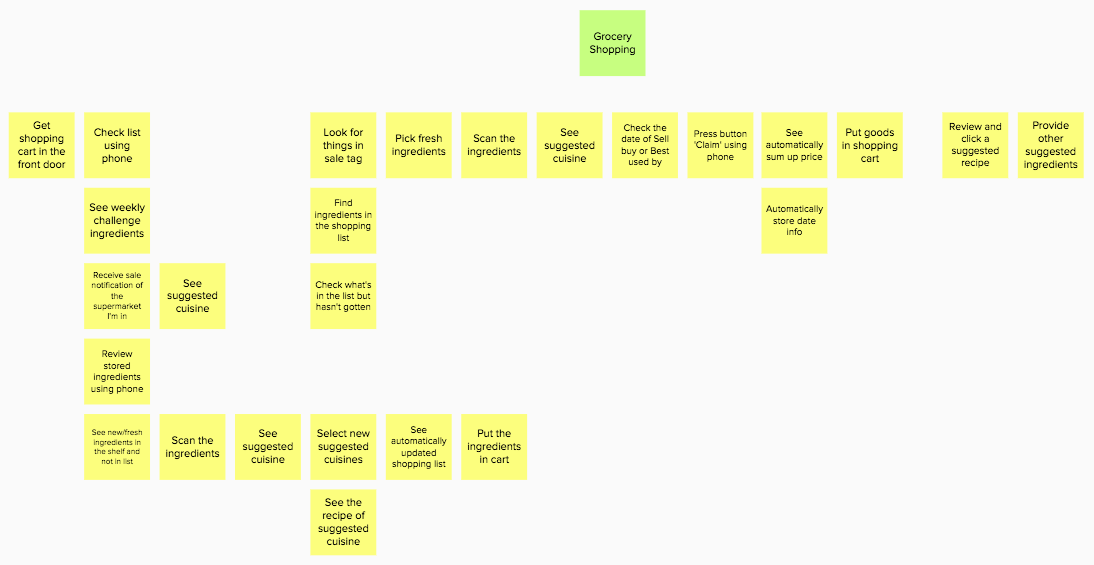 Grocery
Shopping
Get
shopping
cart in the
front door
Check list
using
phone
Look for
things in
sale tag
Pick fresh
ingredients
Scan the
ingredients
See
suggested
cuisine
Check the
date of Sell
buy or Best
used by
Press button
'Claim' using
phone
See
automatically
sum up price
Put goods
in shopping
cart
Review and
click a
suggested
recipe
Provide
other
suggested
ingredients
See weekly
challenge
ingredients
Find
ingredients in
the shopping
list
Automatically
store date
info
Receive sale
notification of
the
supermarket
I'm in
See
suggested
cuisine
Check what's
in the list but
hasn't gotten
Review
stored
ingredients
using phone
See new/fresh
ingredients in
the shelf and
not in list
Scan the
ingredients
See
suggested
cuisine
Select new
suggested
cuisines
See
automatically
updated
shopping list
Put the
ingredients
in cart
See the
recipe of
suggested
cuisine